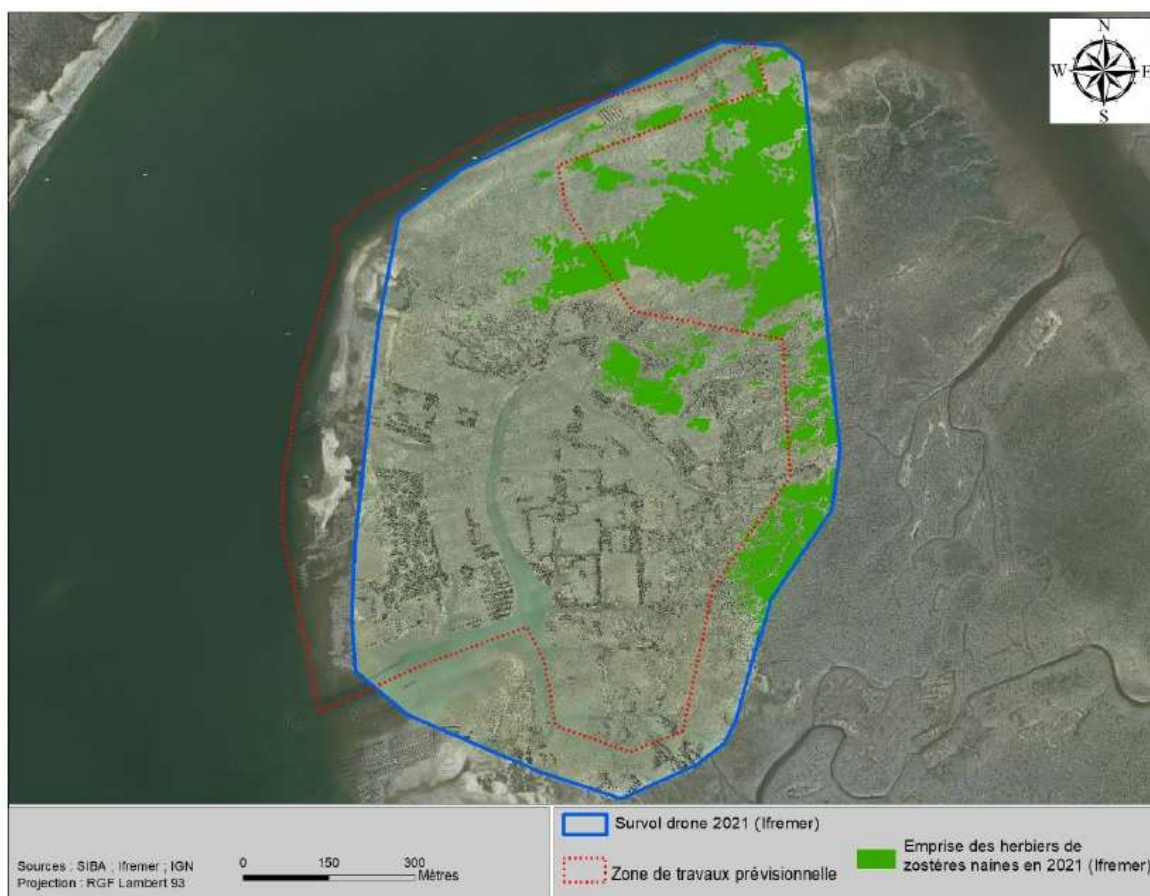 N
W E
S
Sources : SIBA ; Ifremer ; IGN
Projection : RGF Lambert 93
0 150 300
Mètres
Survol drone 2021 (Ifremer)
Zone de travaux prévisionnelle
Emprise des herbiers de
zostères naines en 2021 (Ifremer)